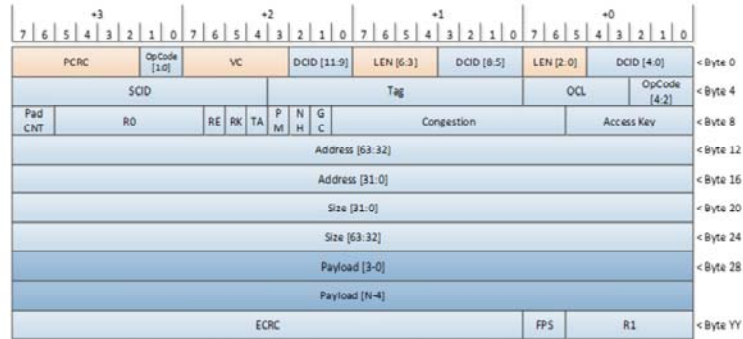 +3 +2 +1 +0
7 6 5 4 3 2 1 0 7 6 5 4 3 2 1 0 7 6 5 4 3 2 1 0 7 6 5 4 3 2 1 0
PCRC OpCode [1:0] VC DCID [11:9] LEN [6:3] DCID [8:5] LEN [2:0] DCID [4:0] < Byte 0
SCID Tag OCL OpCode [4:2] < Byte 4
Pad CNT R0 RE RK TA PM NH GC Congestion Access Key < Byte 8
Address [63:32] < Byte 12
Address [31:0] < Byte 16
Size [31:0] < Byte 20
Size [63:32] < Byte 24
Payload [3-0] < Byte 28
Payload [N-4]
ECRC FPS R1 < Byte YY